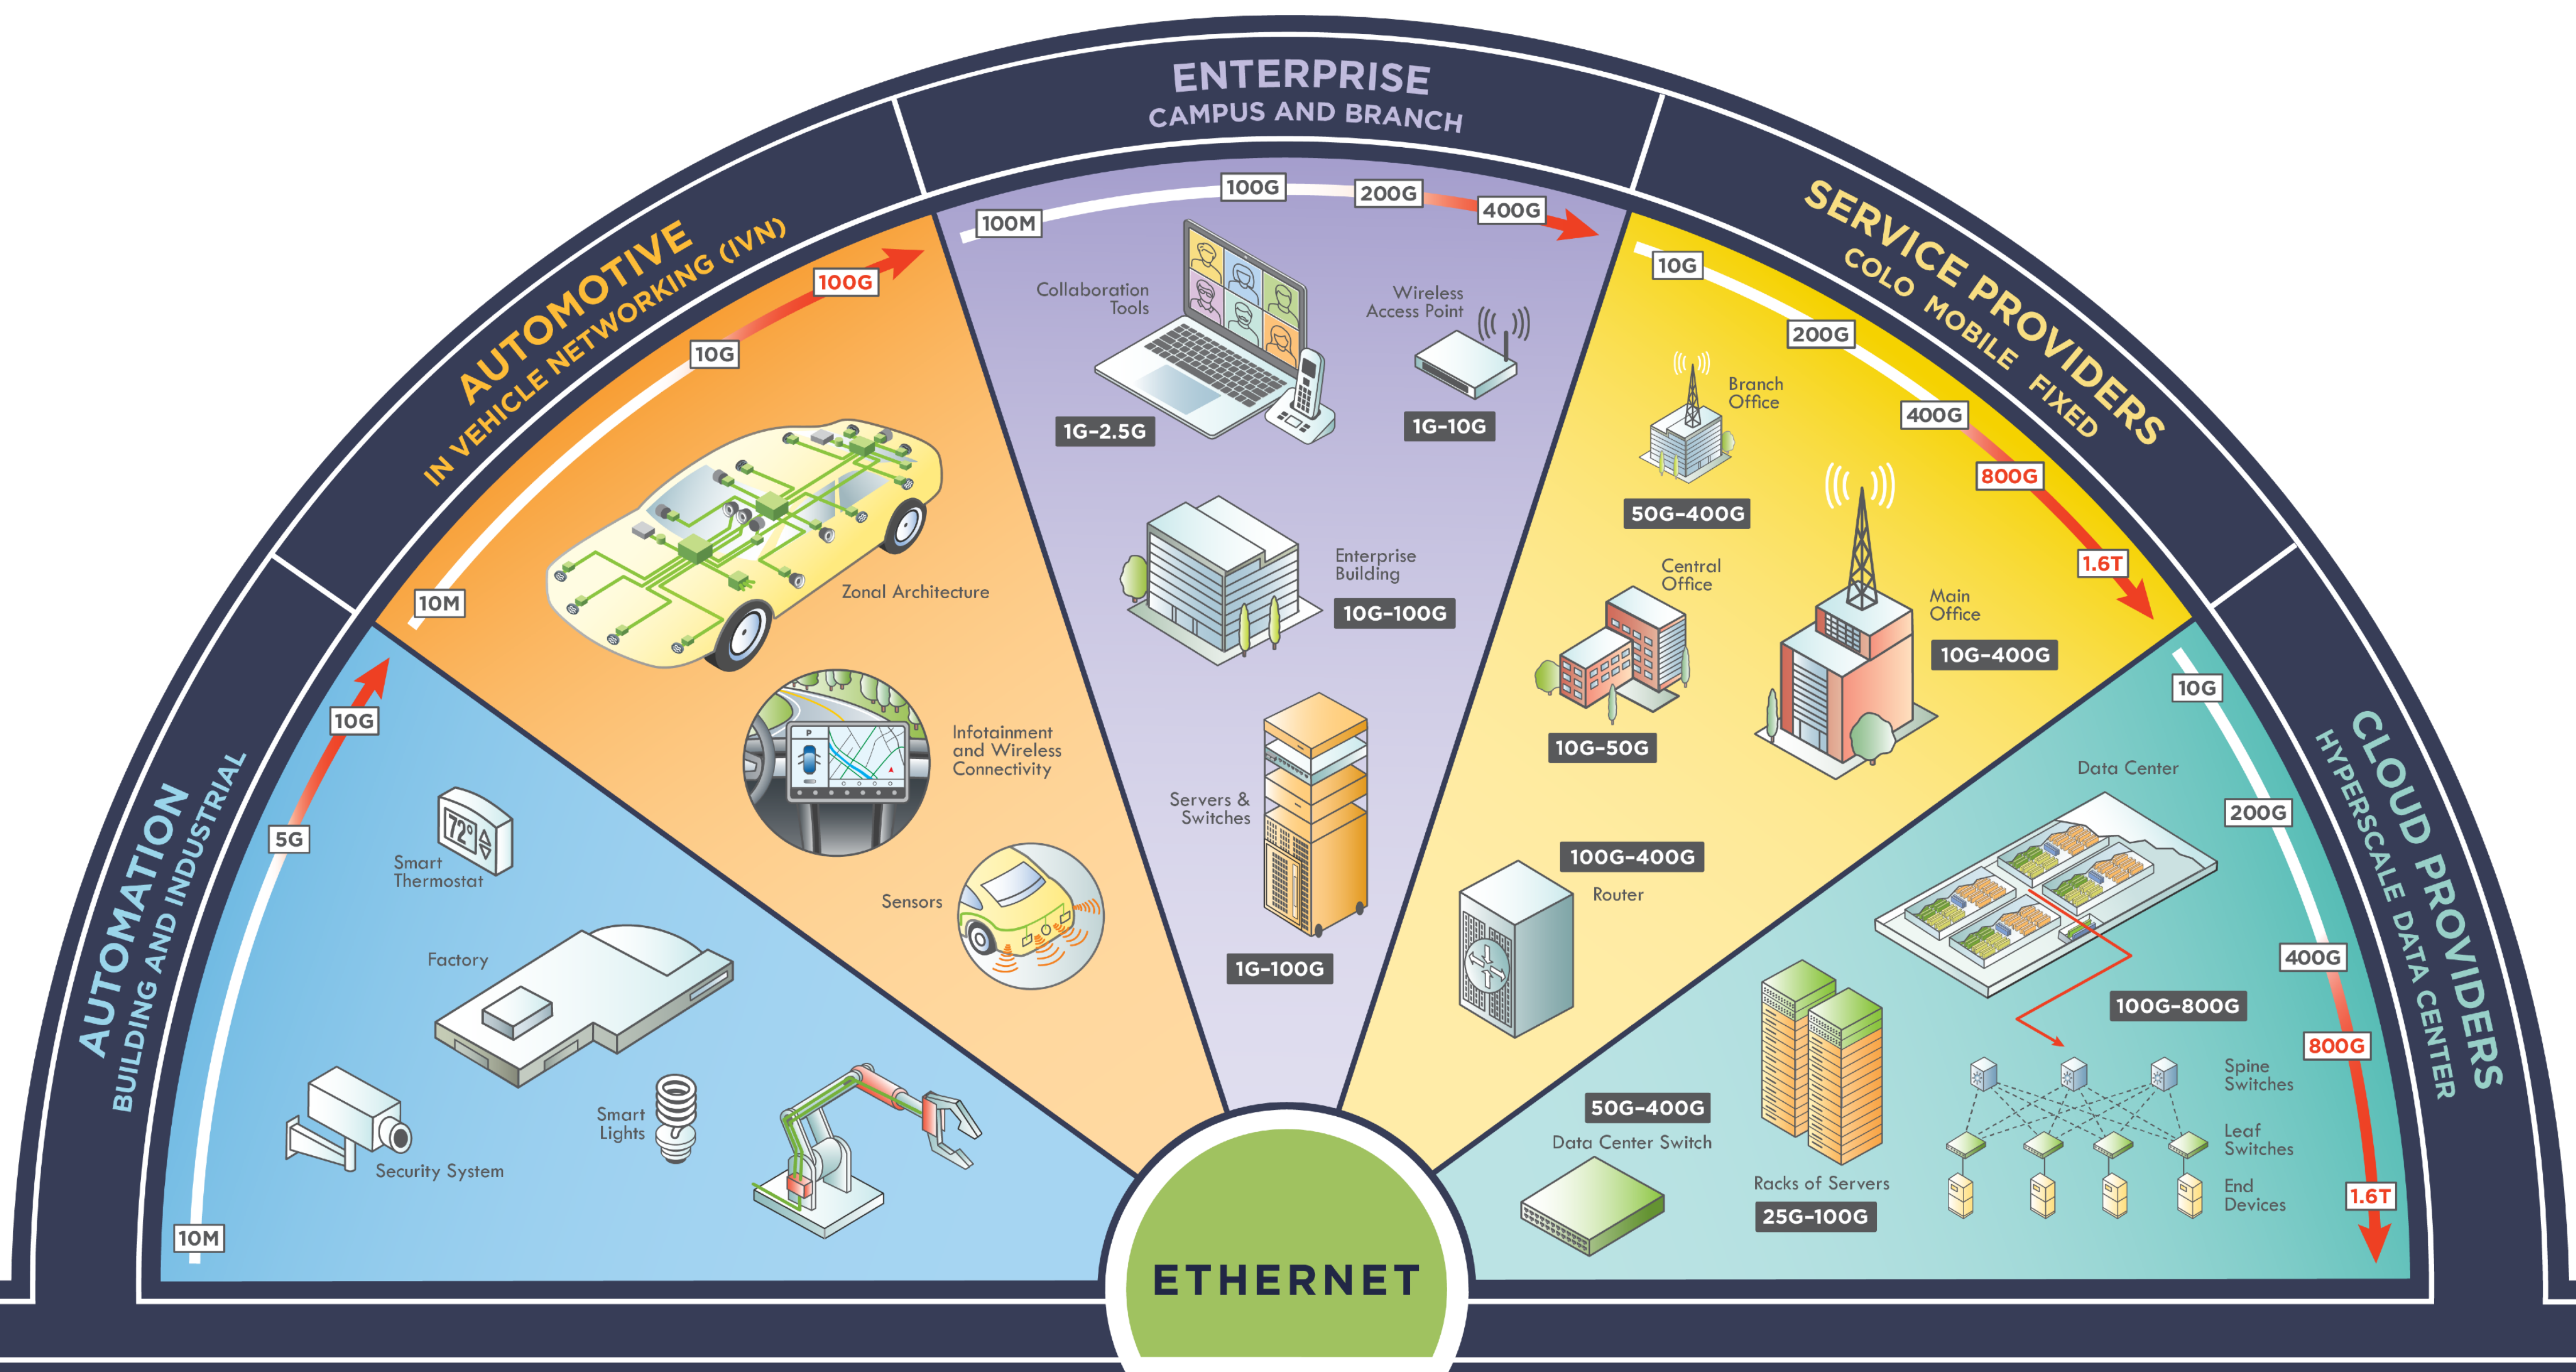 ENTERPRISE
CAMPUS AND BRANCH
AUTOMATION
BUILDING AND INDUSTRIAL
10M
5G
10G
72°
Smart
Thermostat
Factory
Security System
Smart
Lights
AUTOMOTIVE
IN VEHICLE NETWORKING (IVN)
10M
10G
100G
Zonal Architecture
P
Infotainment
and Wireless
Connectivity
Sensors
100M
100G
200G
400G
Collaboration
Tools
1G-2.5G
Wireless
Access Point
1G-10G
Enterprise
Building
10G-100G
Servers &
Switches
1G-100G
SERVICE PROVIDERS
COLO MOBILE FIXED
10G
200G
400G
800G
1.6T
Branch
Office
50G-400G
Central
Office
10G-50G
Main
Office
10G-400G
100G-400G
Router
CLOUD PROVIDERS
HYPERSCALE DATA CENTER
10G
200G
400G
800G
1.6T
Data Center
100G-800G
Spine
Switches
Leaf
Switches
End
Devices
50G-400G
Data Center Switch
Racks of Servers
25G-100G
ETHERNET